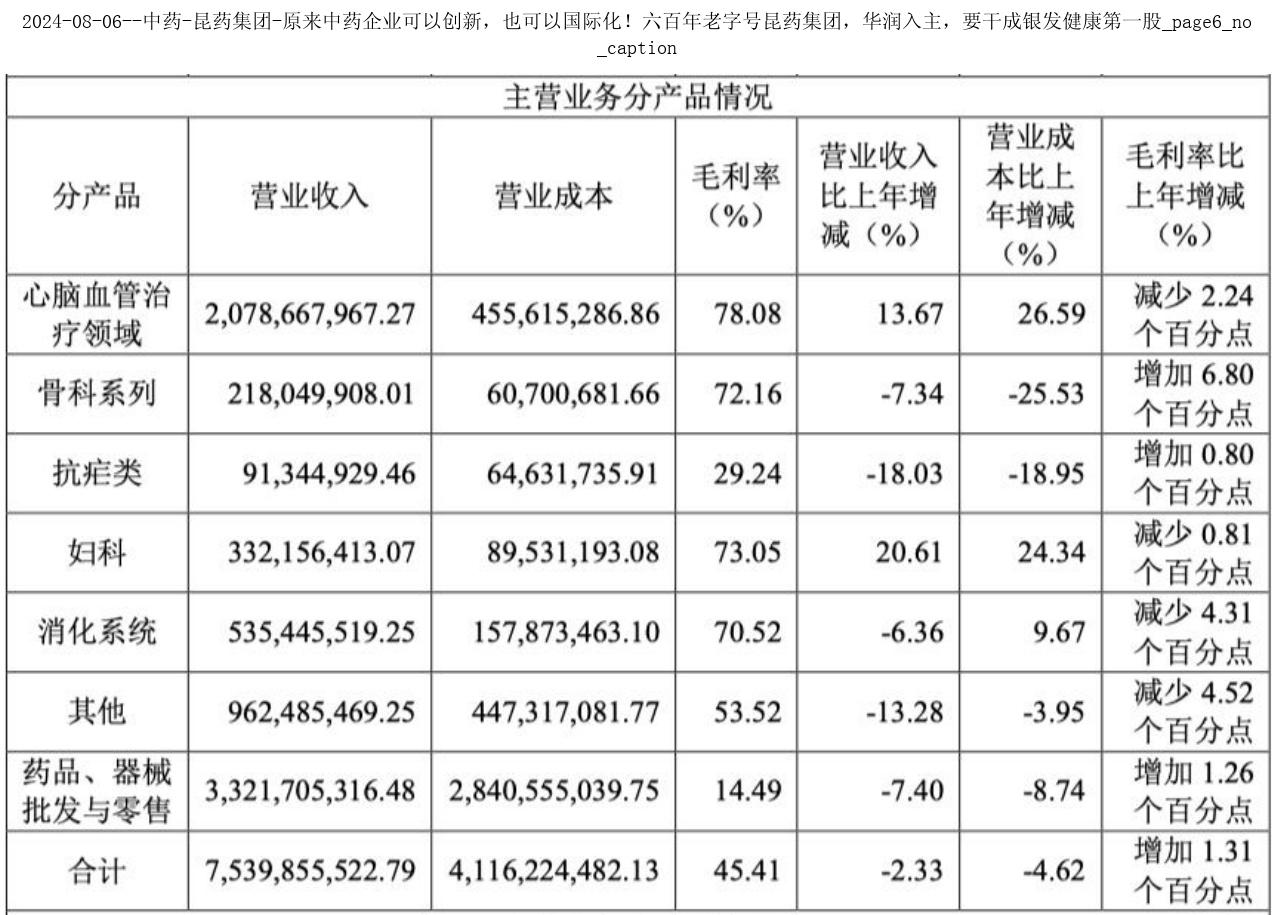 2024-08-06--中药-昆药集团-原来中药企业可以创新，也可以国际化！六百年老字号昆药集团，华润入主，要干成银发健康第一股_page6_no
_caption
主营业务分产品情况
分产品 营业收入 营业成本 毛利率（%） 营业收入比上年增减（%） 营业成本比上年增减（%） 毛利率比上年增减（%）
心脑血管治疗领域 2,078,667,967.27 455,615,286.86 78.08 13.67 26.59 减少 2.24 个百分点
骨科系列 218,049,908.01 60,700,681.66 72.16 -7.34 -25.53 增加 6.80 个百分点
抗疟类 91,344,929.46 64,631,735.91 29.24 -18.03 -18.95 增加 0.80 个百分点
妇科 332,156,413.07 89,531,193.08 73.05 20.61 24.34 减少 0.81 个百分点
消化系统 535,445,519.25 157,873,463.10 70.52 -6.36 9.67 减少 4.31 个百分点
其他 962,485,469.25 447,317,081.77 53.52 -13.28 -3.95 减少 4.52 个百分点
药品、器械批发与零售 3,321,705,316.48 2,840,555,039.75 14.49 -7.40 -8.74 增加 1.26 个百分点
合计 7,539,855,522.79 4,116,224,482.13 45.41 -2.33 -4.62 增加 1.31 个百分点